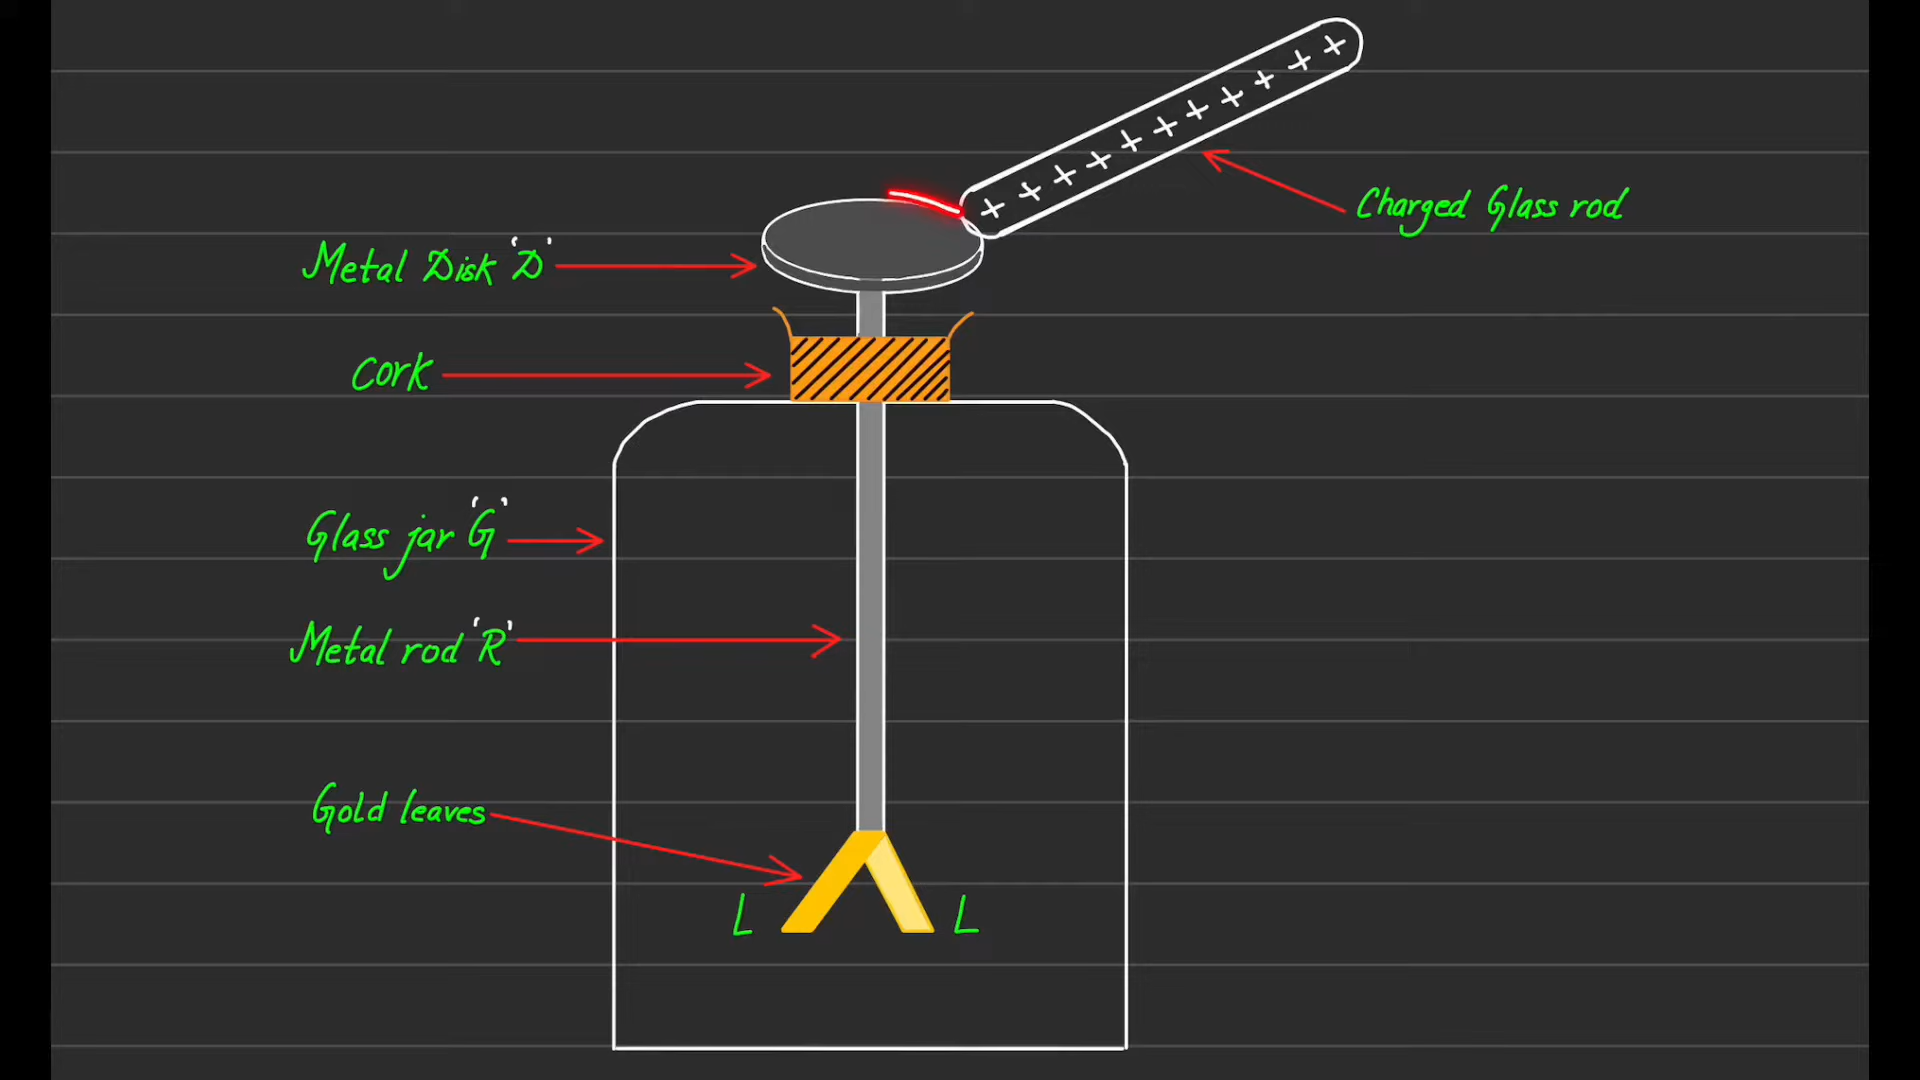 + + + + + + + + + + +
Charged Glass rod
Metal Disk 'D'
Cork
Glass jar 'G'
Metal rod 'R'
Gold leaves
L L